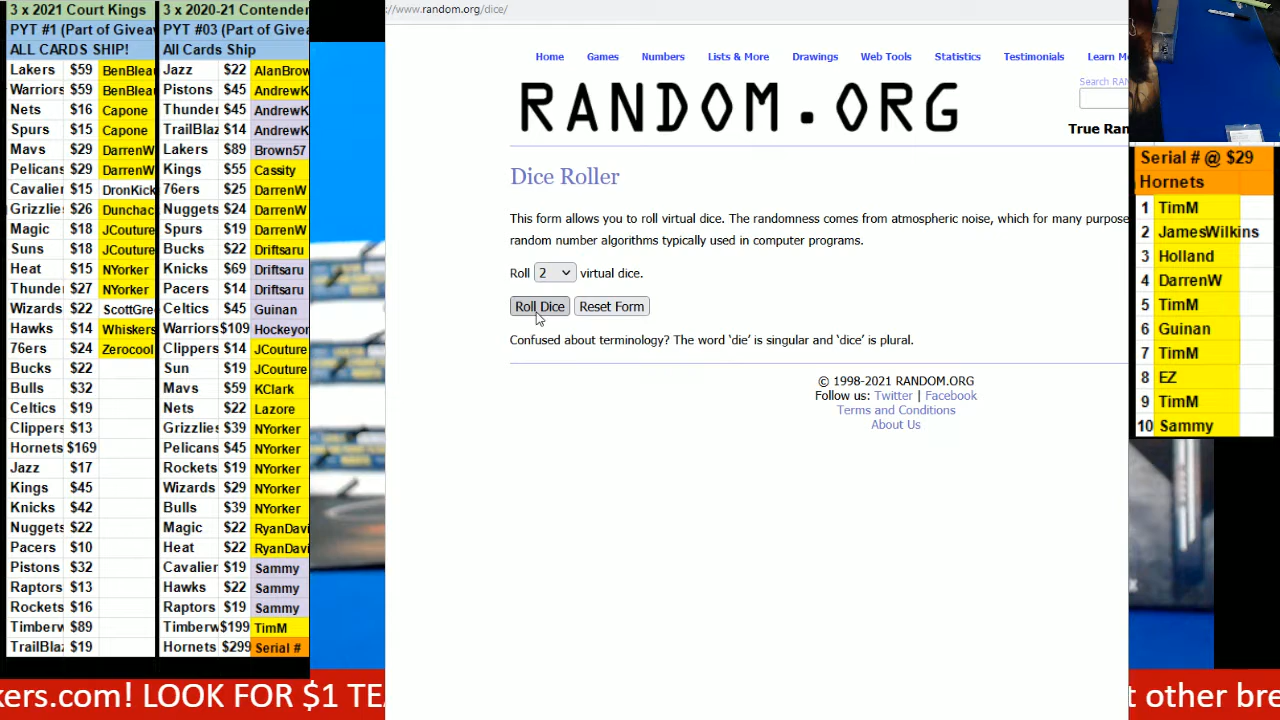 3 x 2021 Court Kings
PYT #1 (Part of Giveaw
ALL CARDS SHIP!
Lakers $59 BenBleau
Warriors $59 BenBleau
Nets $16 Capone
Spurs $15 Capone
Mavs $29 DarrenW
Pelicans $29 DarrenW
Cavalier $15 DronKick
Grizzlie $26 Dunchac
Magic $18 JCouture
Suns $18 JCouture
Heat $15 NYorker
Thunder $27 NYorker
Wizards $22 ScottGre
Hawks $14 Whiskers
76ers $24 Zerocool
Bucks $22
Bulls $32
Celtics $19
Clippers $13
Hornets $169
Jazz $17
Kings $45
Knicks $42
Nuggets $22
Pacers $10
Pistons $32
Raptors $13
Rockets $16
Timberw $89
TrailBlaz $19
3 x 2020-21 Contender
PYT #03 (Part of Givea
All Cards Ship
Jazz $22 AlanBrow
Pistons $45 AndrewK
Thunder $45 AndrewK
TrailBlaz $14 AndrewK
Lakers $89 Brown57
Kings $55 Cassity
76ers $25 DarrenW
Nuggets $24 DarrenW
Spurs $19 DarrenW
Bucks $22 Driftsaru
Knicks $69 Driftsaru
Pacers $14 Driftsaru
Celtics $45 Guinan
Warriors $109 Hockeyor
Clippers $14 JCouture
Sun $19 JCouture
Mavs $59 KClark
Nets $22 Lazore
Grizzlies $39 NYorker
Pelicans $45 NYorker
Rockets $19 NYorker
Wizards $29 NYorker
Bulls $39 NYorker
Magic $22 RyanDavi
Heat $22 RyanDavi
Cavalier $19 Sammy
Hawks $22 Sammy
Raptors $19 Sammy
Timberw $199 TimM
Hornets $299 Serial #
://www.random.org/dice/
Home Games Numbers Lists & More Drawings Web Tools Statistics Testimonials Learn Mo
Search RAN
RANDOM.ORG
True Ran
Dice Roller
This form allows you to roll virtual dice. The randomness comes from atmospheric noise, which for many purpose
random number algorithms typically used in computer programs.
Roll 2 virtual dice.
Roll Dice Reset Form
Confused about terminology? The word ‘die’ is singular and ‘dice’ is plural.
© 1998-2021 RANDOM.ORG
Follow us: Twitter | Facebook
Terms and Conditions
About Us
Serial # @ $29
Hornets
1 TimM
2 JamesWilkins
3 Holland
4 DarrenW
5 TimM
6 Guinan
7 TimM
8 EZ
9 TimM
10 Sammy
kers.com! LOOK FOR $1 TEA
t other bre